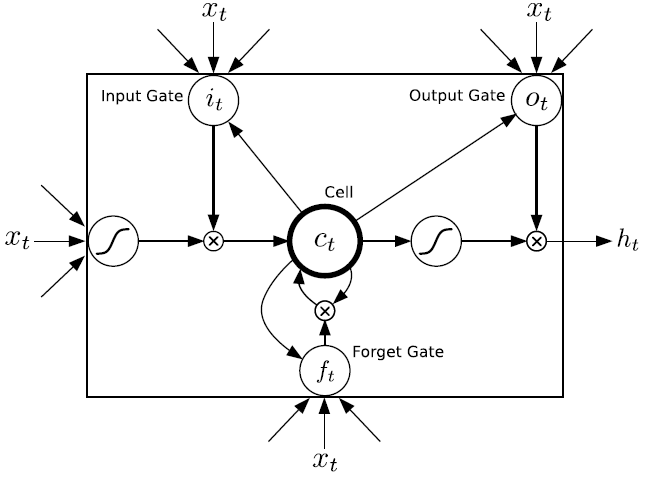 x_t x_t
Input Gate i_t Output Gate o_t
Cell
x_t c_t h_t
Forget Gate
f_t
x_t